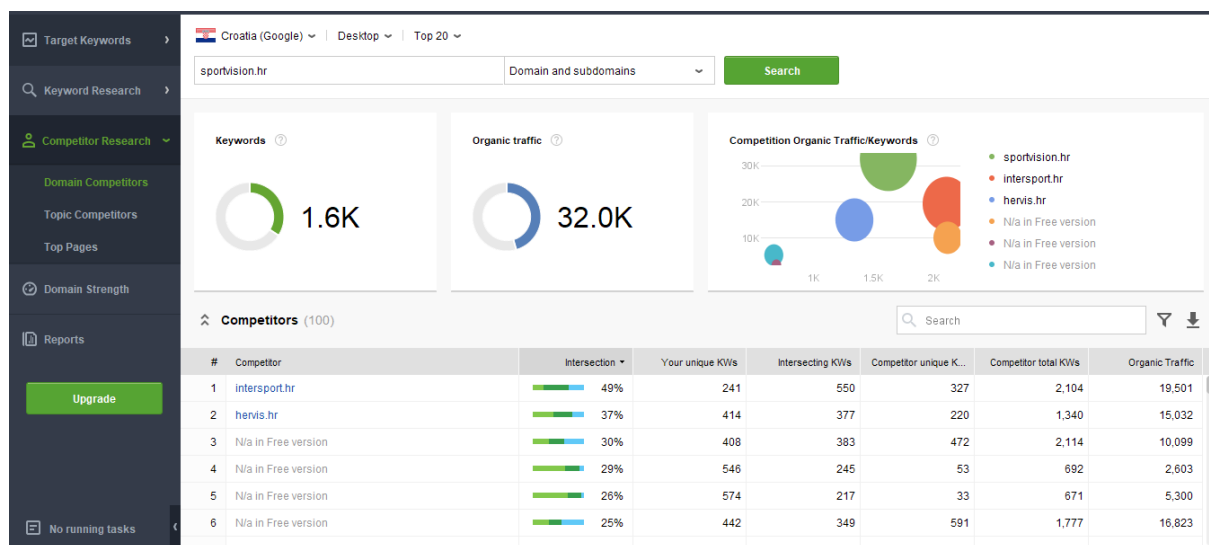 Target Keywords
Keyword Research
Competitor Research
Domain Competitors
Topic Competitors
Top Pages
Domain Strength
Reports
Upgrade
No running tasks
Croatia (Google) Desktop Top 20
sportvision.hr Domain and subdomains Search
Keywords
1.6K
Organic traffic
32.0K
Competition Organic Traffic/Keywords
30K
20K
10K
1K 1.5K 2K
sportvision.hr
intersport.hr
hervis.hr
N/a in Free version
N/a in Free version
N/a in Free version
Competitors (100) Search
# Competitor Intersection Your unique KWs Intersecting KWs Competitor unique K... Competitor total KWs Organic Traffic
1 intersport.hr 49% 241 550 327 2,104 19,501
2 hervis.hr 37% 414 377 220 1,340 15,032
3 N/a in Free version 30% 408 383 472 2,114 10,099
4 N/a in Free version 29% 546 245 53 692 2,603
5 N/a in Free version 26% 574 217 33 671 5,300
6 N/a in Free version 25% 442 349 591 1,777 16,823